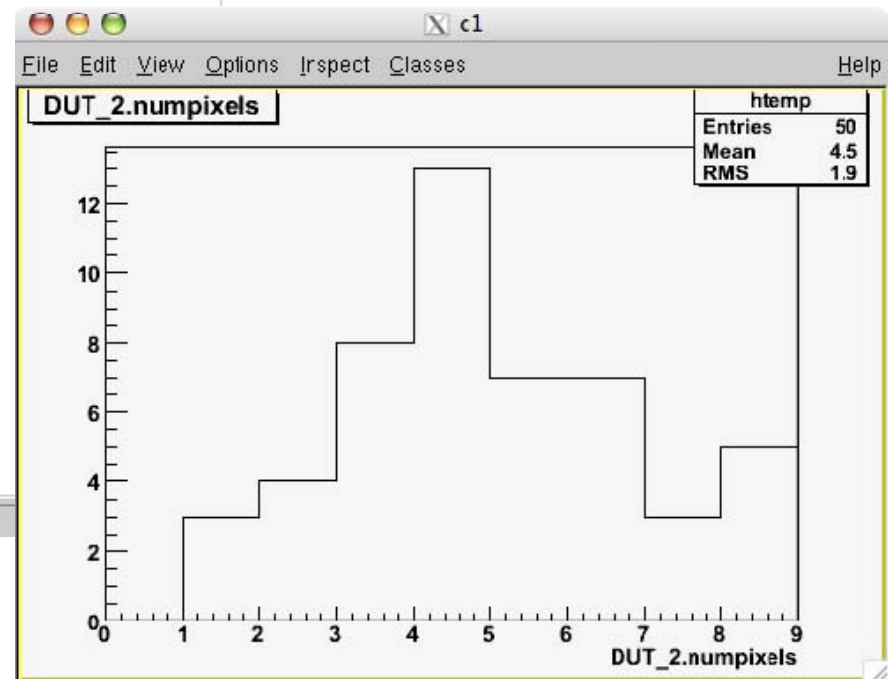 c1
File Edit View Options Irspect Classes Help
DUT_2.numpixels
htemp
Entries 50
Mean 4.5
RMS 1.9
12
10
8
6
4
2
0
0 1 2 3 4 5 6 7 8 9
DUT_2.numpixels